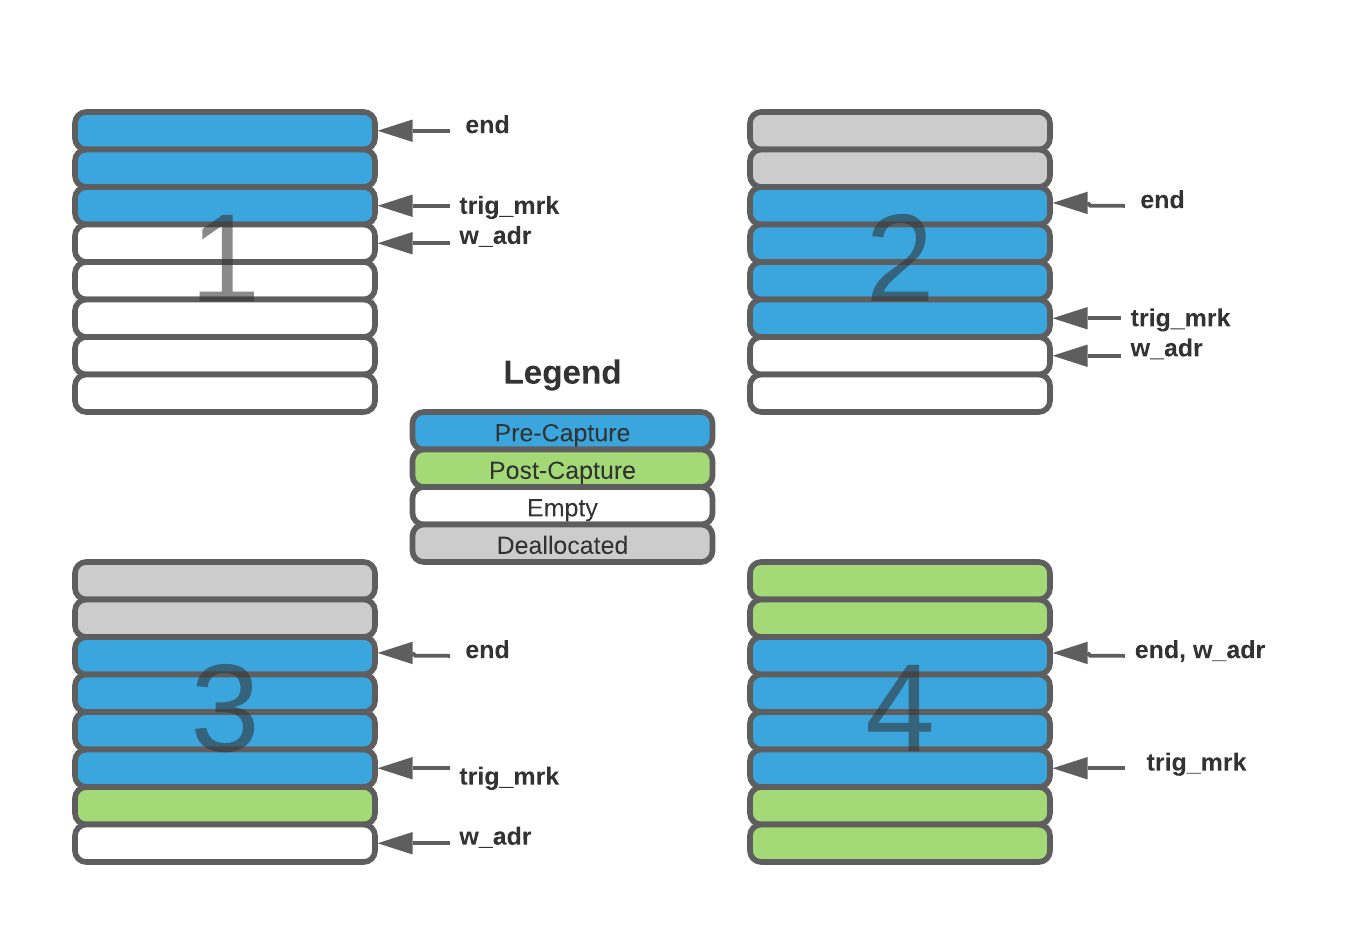 end
trig_mrk
w_adr
1
end
trig_mrk
w_adr
2
Legend
Pre-Capture
Post-Capture
Empty
Deallocated
end
trig_mrk
w_adr
3
end, w_adr
trig_mrk
4